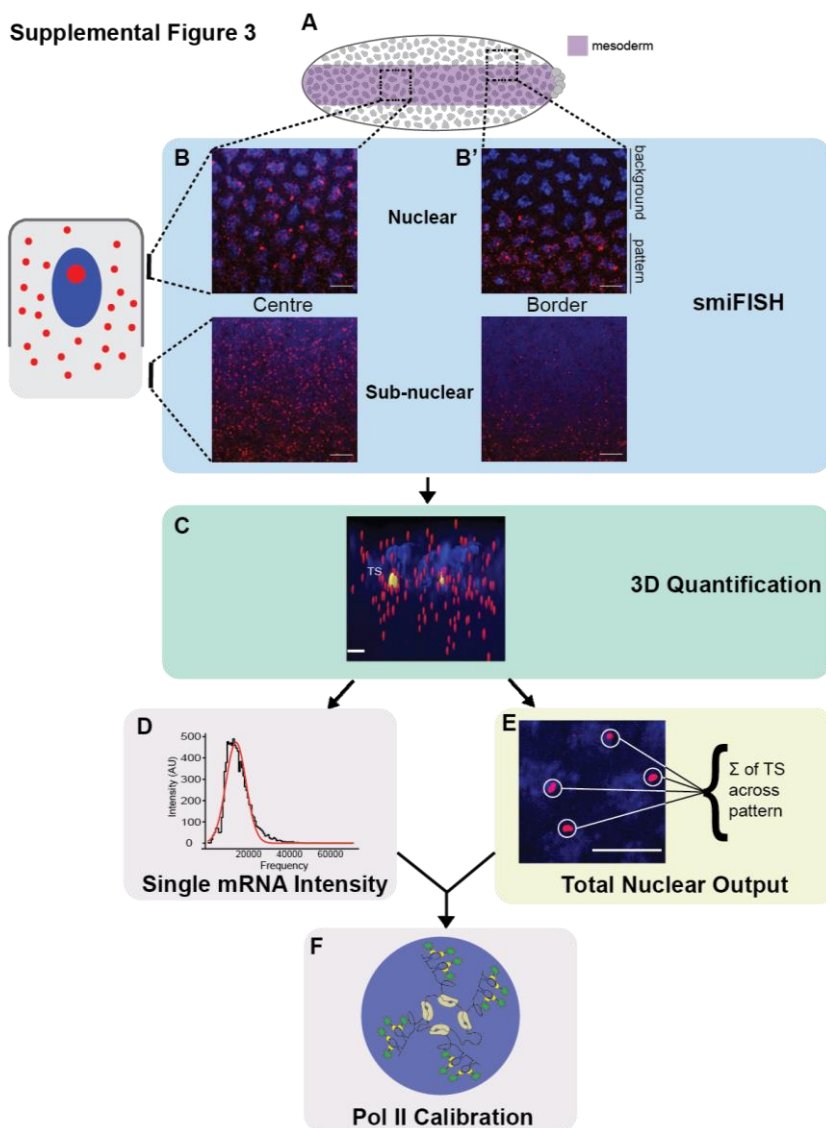 Supplemental Figure 3
A
mesoderm
B
B'
Nuclear
background
pattern
Centre
Border
smiFISH
Sub-nuclear
C
TS
3D Quantification
D
500
400
300
200
100
0
Intensity (AU)
20000 40000 60000
Frequency
Single mRNA Intensity
E
Σ of TS
across
pattern
Total Nuclear Output
F
Pol II Calibration